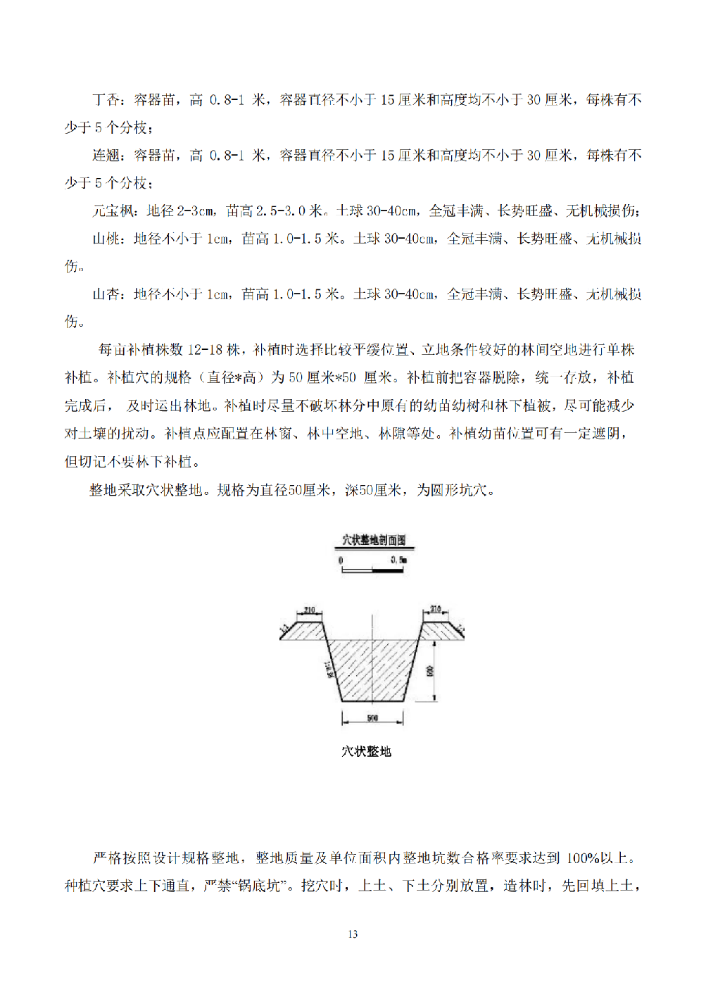 丁香：容器苗，高 0.8-1 米，容器直径不小于 15 厘米和高度均不小于 30 厘米，每株有不
少于 5 个分枝；
连翘：容器苗，高 0.8-1 米，容器直径不小于 15 厘米和高度均不小于 30 厘米，每株有不
少于 5 个分枝；
元宝枫：地径 2-3cm，苗高 2.5-3.0 米。土球 30-40cm，全冠丰满、长势旺盛、无机械损伤；
山桃：地径不小于 1cm，苗高 1.0-1.5 米。土球 30-40cm，全冠丰满、长势旺盛、无机械损
伤。
山杏：地径不小于 1cm，苗高 1.0-1.5 米。土球 30-40cm，全冠丰满、长势旺盛、无机械损
伤。
每亩补植株数 12-18 株，补植时选择比较平缓位置、立地条件较好的林间空地进行单株
补植。补植穴的规格（直径*高）为 50 厘米*50 厘米。补植前把容器脱除，统一存放，补植
完成后， 及时运出林地。补植时尽量不破坏林分中原有的幼苗幼树和林下植被，尽可能减少
对土壤的扰动。补植点应配置在林窗、林中空地、林隙等处。补植幼苗位置可有一定遮阴，
但切记不要林下补植。
整地采取穴状整地。规格为直径50厘米，深50厘米，为圆形坑穴。
穴状整地剖面图
0 0.5m
210 210
500
穴状整地
严格按照设计规格整地，整地质量及单位面积内整地坑数合格率要求达到 100%以上。
种植穴要求上下通直，严禁“锅底坑”。挖穴时，上土、下土分别放置，造林时，先回填上土，
13